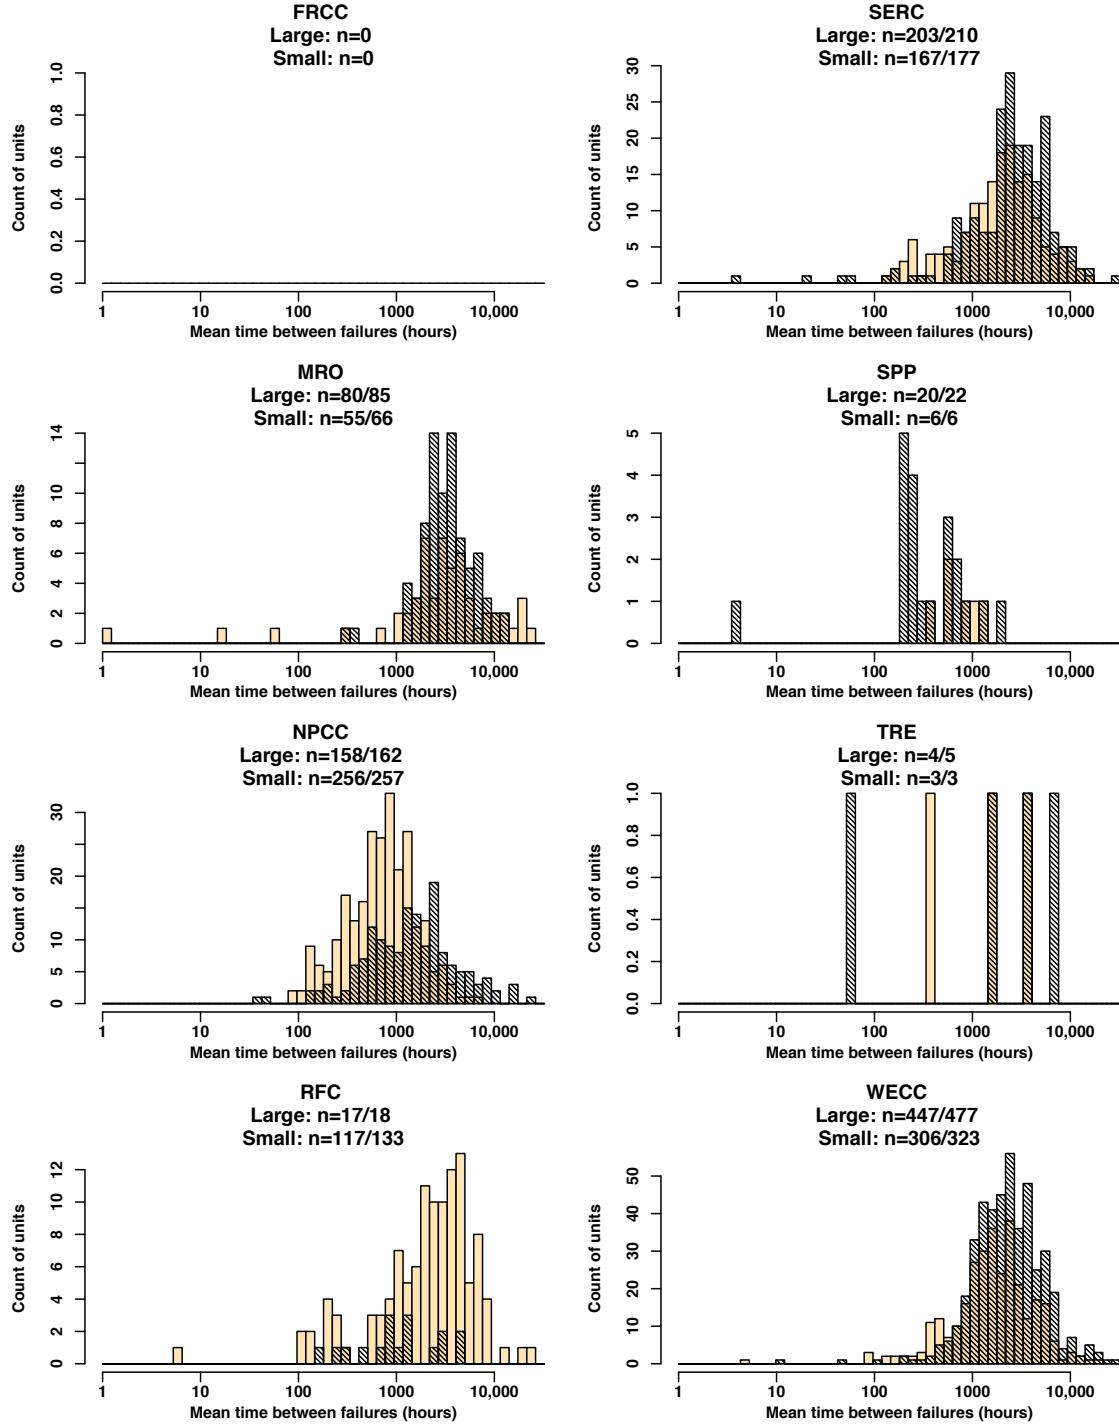 FRCC
Large: n=0
Small: n=0
Count of units
0.0 0.2 0.4 0.6 0.8 1.0
1 10 100 1000 10,000
Mean time between failures (hours)
SERC
Large: n=203/210
Small: n=167/177
Count of units
0 5 10 15 20 25 30
1 10 100 1000 10,000
Mean time between failures (hours)
MRO
Large: n=80/85
Small: n=55/66
Count of units
0 2 4 6 8 10 14
1 10 100 1000 10,000
Mean time between failures (hours)
SPP
Large: n=20/22
Small: n=6/6
Count of units
0 1 2 3 4 5
1 10 100 1000 10,000
Mean time between failures (hours)
NPCC
Large: n=158/162
Small: n=256/257
Count of units
0 5 10 20 30
1 10 100 1000 10,000
Mean time between failures (hours)
TRE
Large: n=4/5
Small: n=3/3
Count of units
0.0 0.2 0.4 0.6 0.8 1.0
1 10 100 1000 10,000
Mean time between failures (hours)
RFC
Large: n=17/18
Small: n=117/133
Count of units
0 2 4 6 8 10 12
1 10 100 1000 10,000
Mean time between failures (hours)
WECC
Large: n=447/477
Small: n=306/323
Count of units
0 10 20 30 40 50
1 10 100 1000 10,000
Mean time between failures (hours)